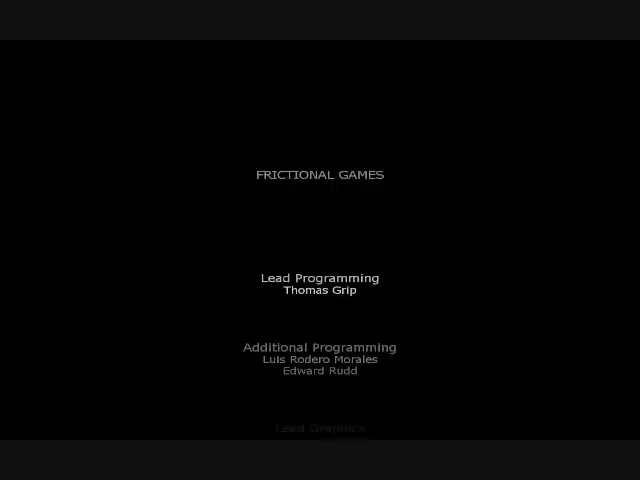 FRICTIONAL GAMES
Lead Programming
Thomas Grip
Additional Programming
Luis Rodero Morales
Edward Rudd
Lead Graphics